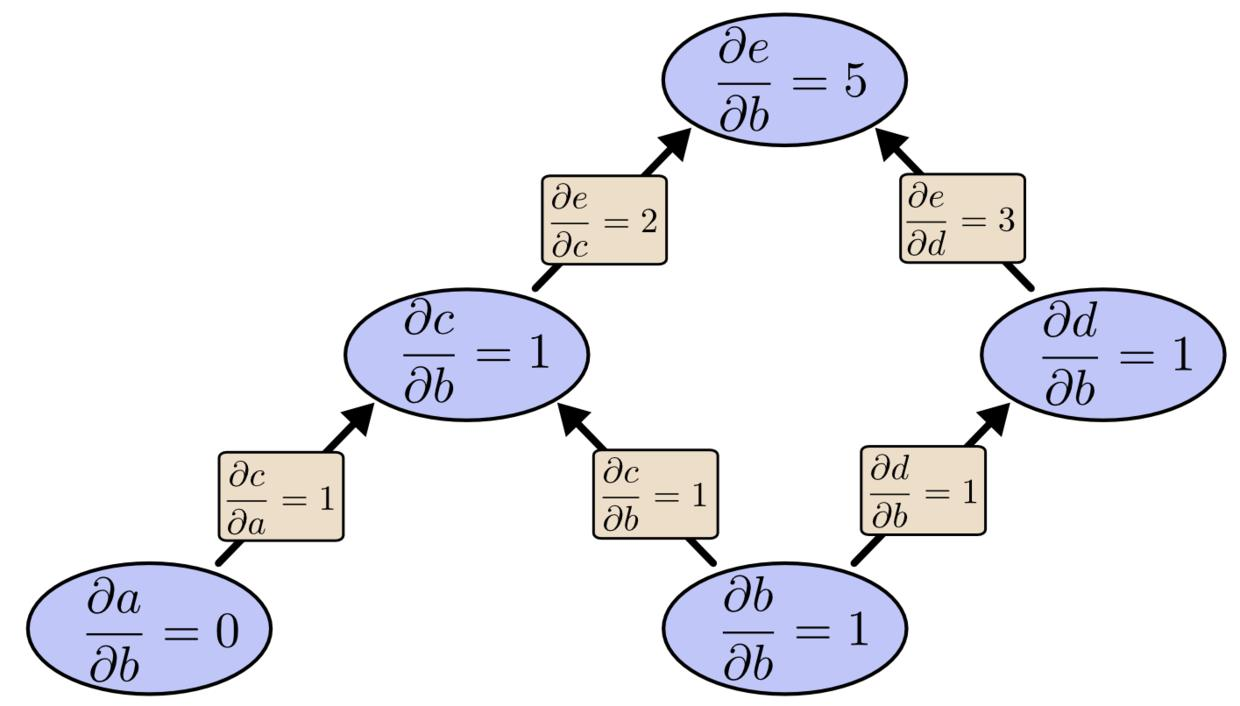 ∂e/∂b = 5
∂e/∂c = 2
∂e/∂d = 3
∂c/∂b = 1
∂d/∂b = 1
∂c/∂a = 1
∂c/∂b = 1
∂d/∂b = 1
∂a/∂b = 0
∂b/∂b = 1